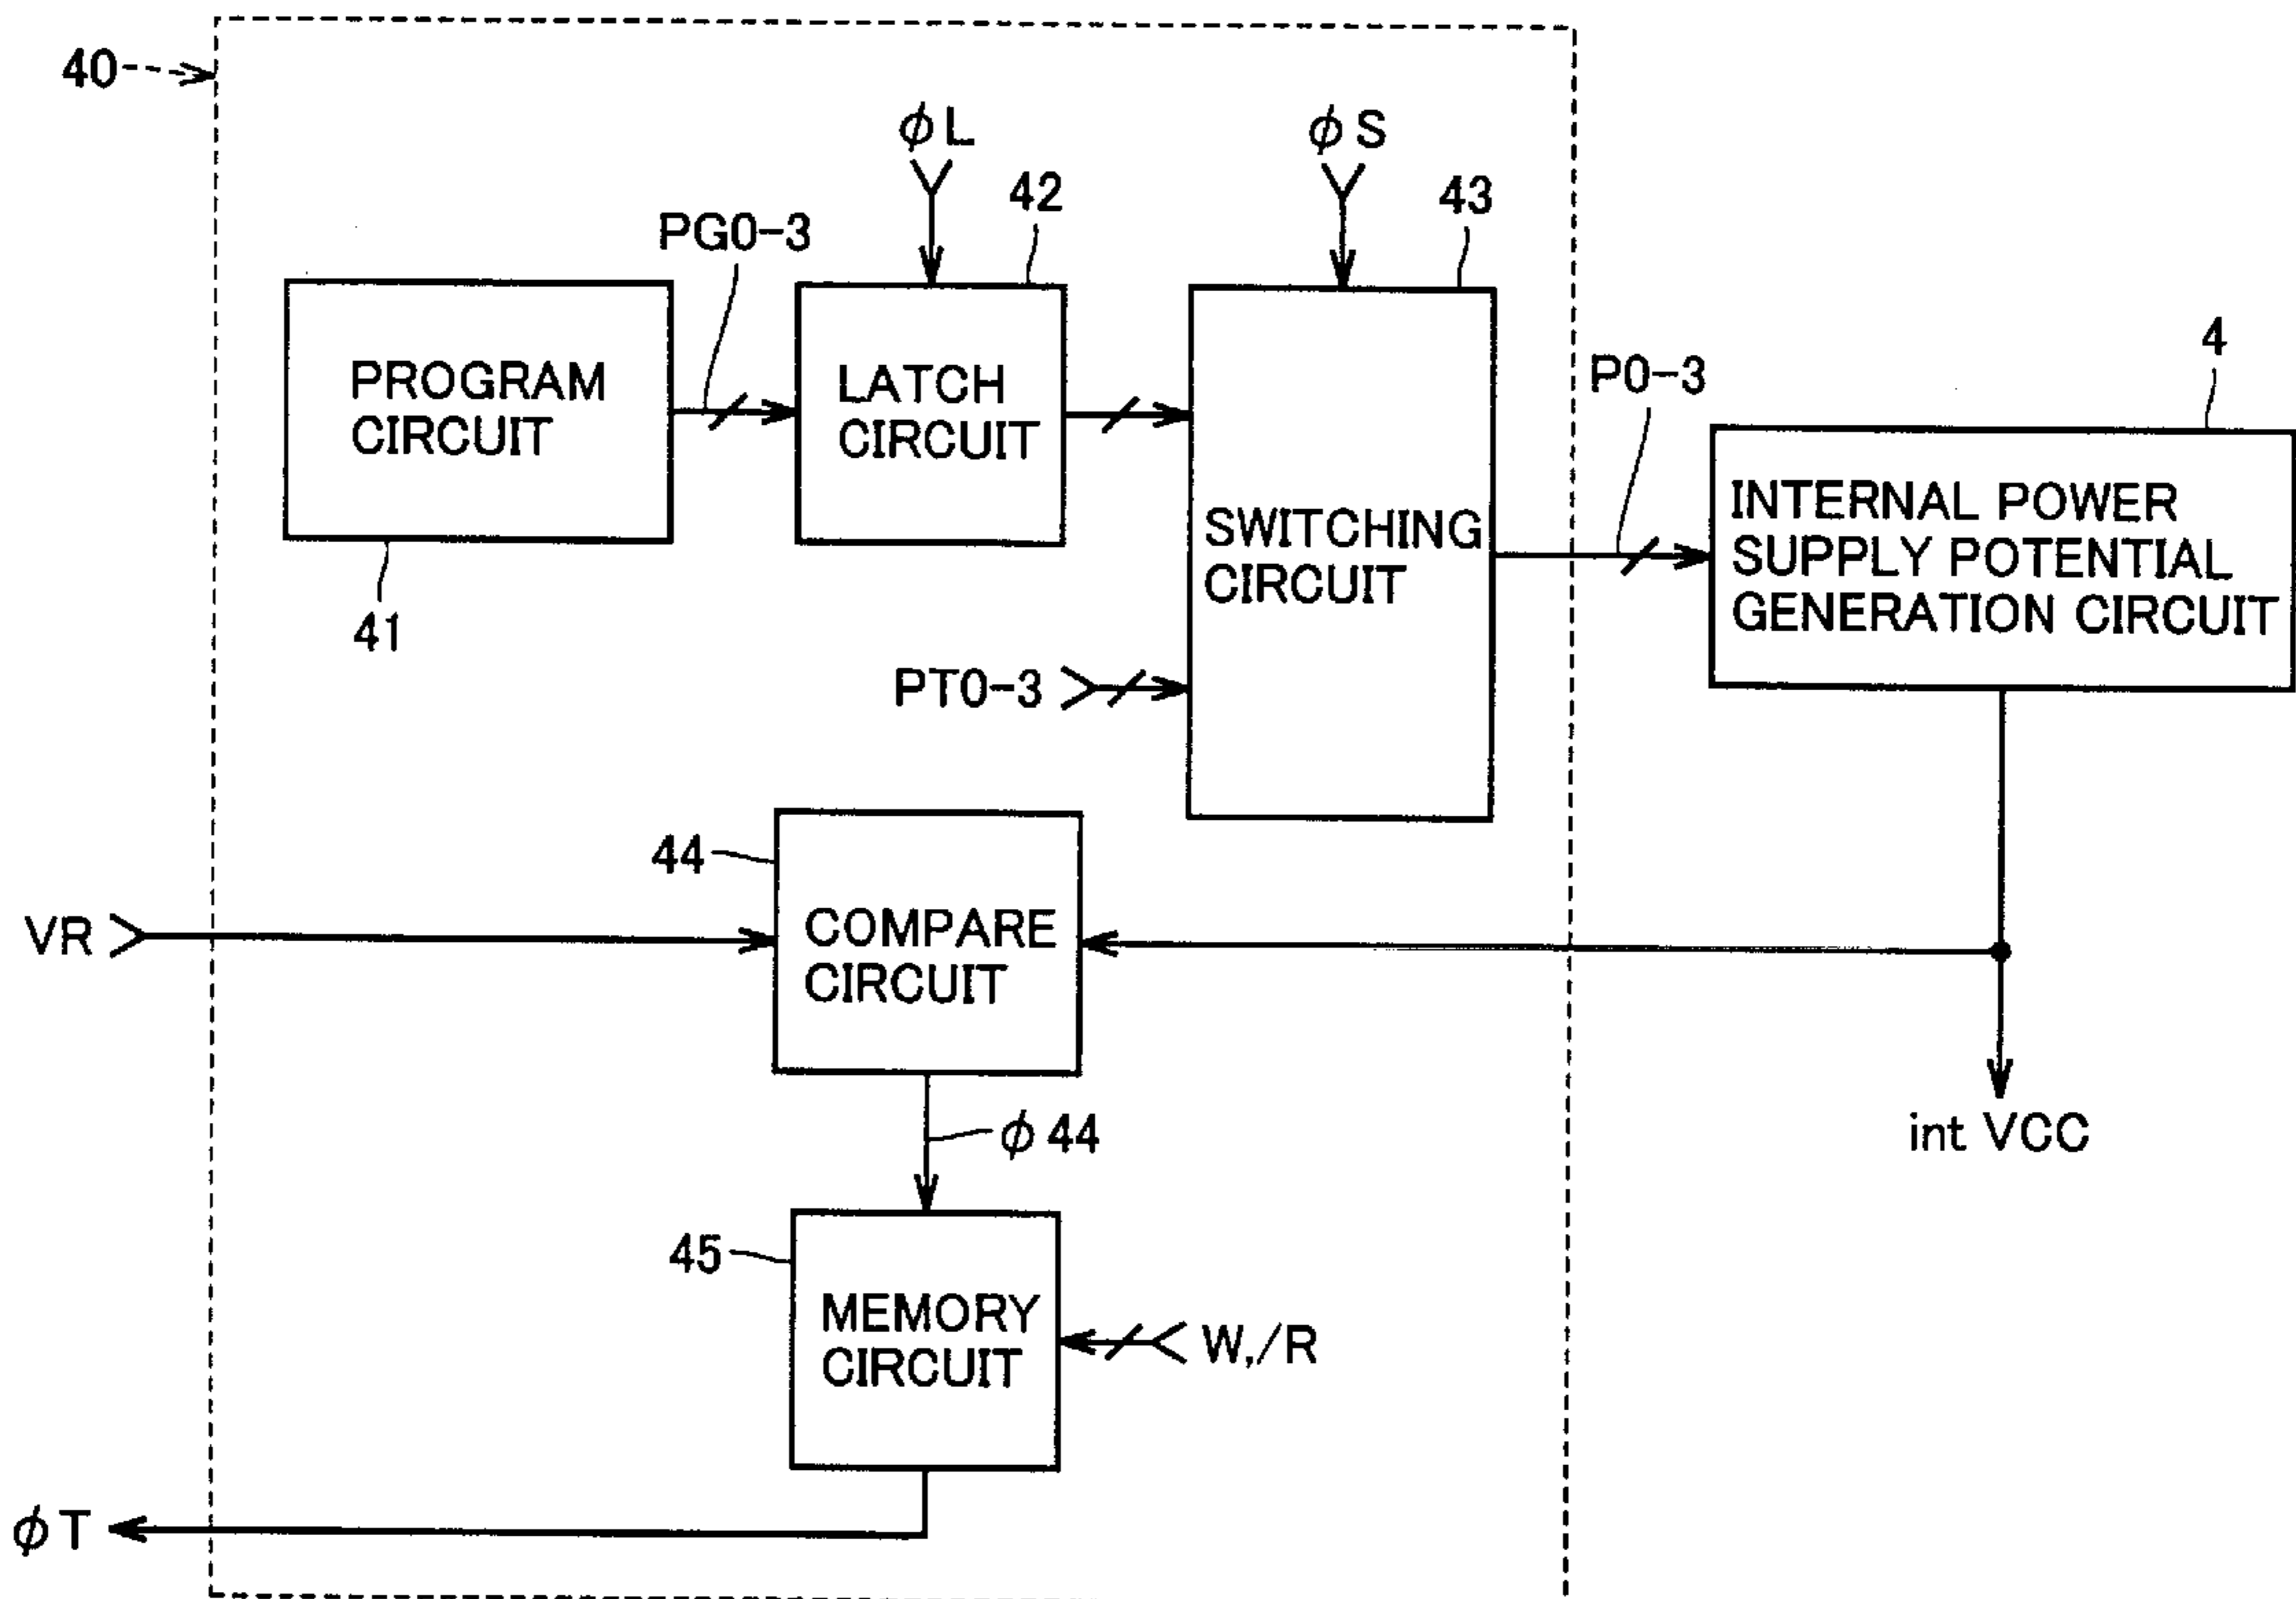 40
φL
φS
42
43
PG0-3
PROGRAM
CIRCUIT
41
LATCH
CIRCUIT
SWITCHING
CIRCUIT
P0-3
4
INTERNAL POWER
SUPPLY POTENTIAL
GENERATION CIRCUIT
PT0-3
44
VR
COMPARE
CIRCUIT
int VCC
φ44
45
MEMORY
CIRCUIT
W,/R
φT